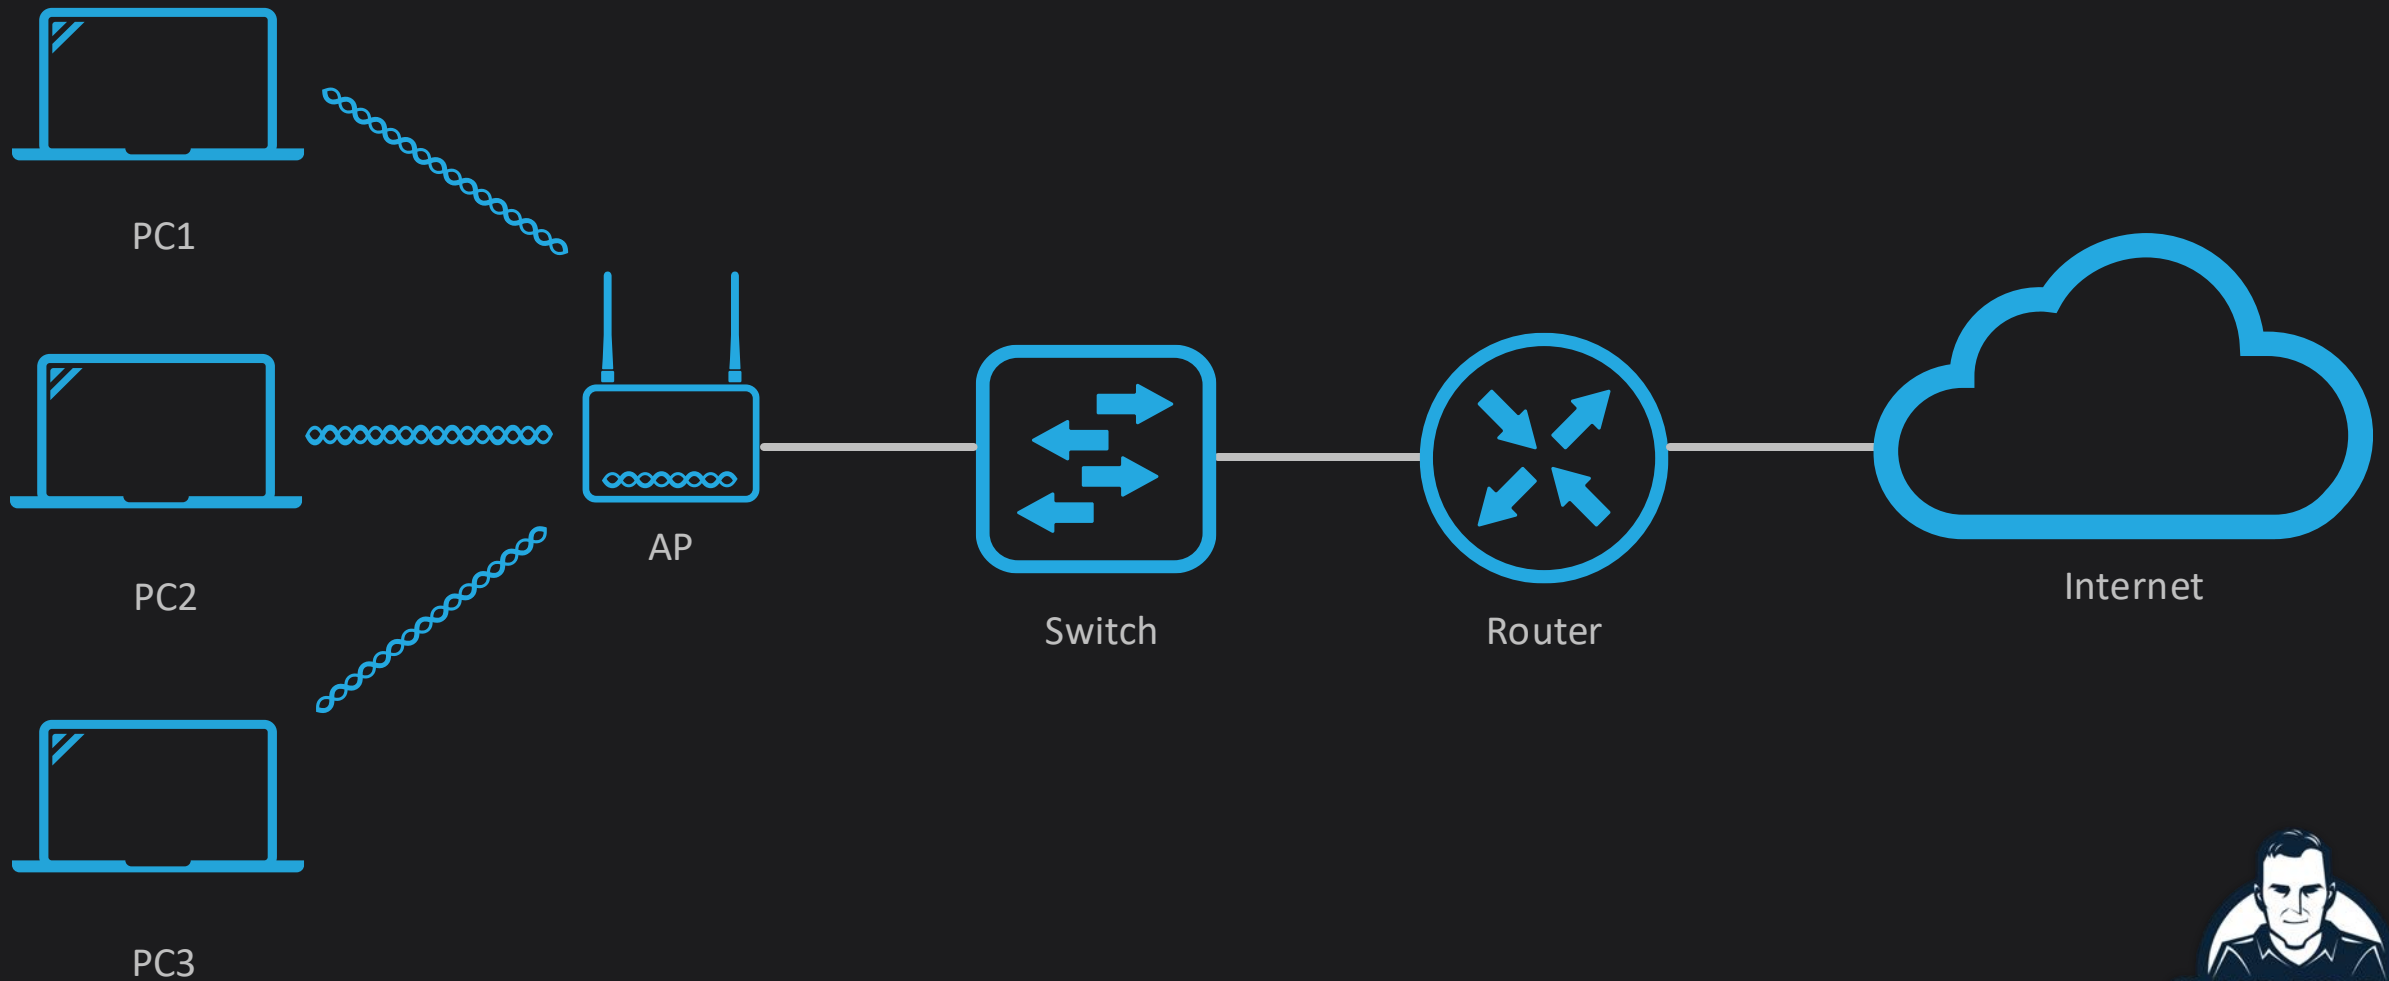 PC1
PC2
PC3
AP
Switch
Router
Internet